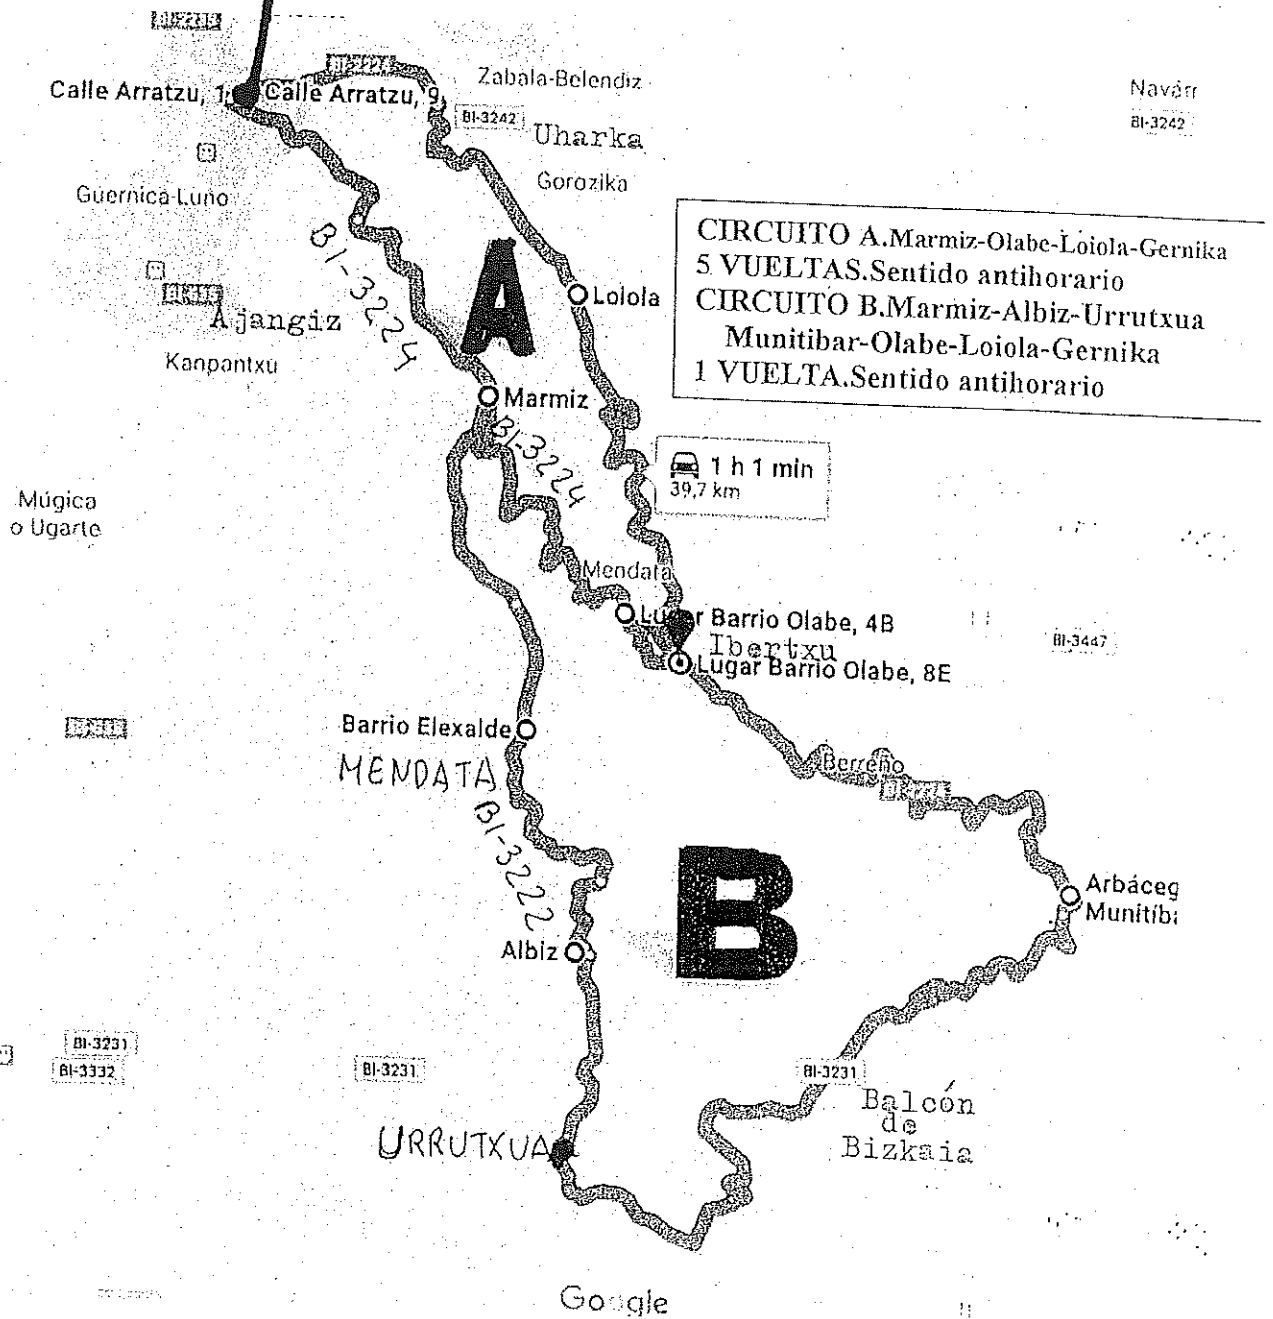 Calle Arratzu, 1
Calle Arratzu, 9
Zabala-Belendiz
BI-3242
Uharka
Gorozika
Navárr
BI-3242
Guernica-Luno
BI-3224
A
Loiola
CIRCUITO A.Marmiz-Olabe-Loiola-Gernika
5 VUELTAS.Sentido antihorario
CIRCUITO B.Marmiz-Albiz-Urrutxua
Munitibar-Olabe-Loiola-Gernika
1 VUELTA.Sentido antihorario
Ajangiz
Kanpantxu
Marmiz
BI-3224
1 h 1 min
39,7 km
Múgica
o Ugarte
Mendata
Lugar Barrio Olabe, 4B
Ibertxu
Lugar Barrio Olabe, 8E
BI-3447
Barrio Elexalde
MENDATA
BI-3222
Berreño
B
Arbáceg
Munitíb
Albiz
BI-3231
BI-3332
BI-3231
BI-3231
Balcón
de
Bizkaia
URRUTXUA
Google